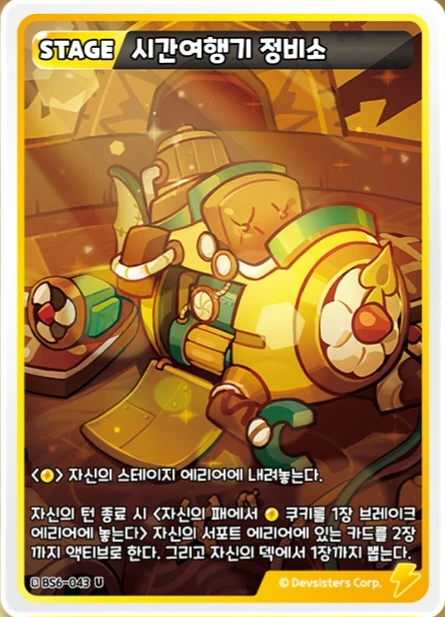 STAGE 시간여행기 정비소
< > 자신의 스테이지 에리어에 내려놓는다.
자신의 턴 종료 시 <자신의 패에서 쿠키를 1장 브레이크
에리어에 놓는다> 자신의 서포트 에리어에 있는 카드를 2장
까지 액티브로 한다. 그리고 자신의 덱에서 1장까지 뽑는다.
BS6-043 U
© Devsisters Corp.